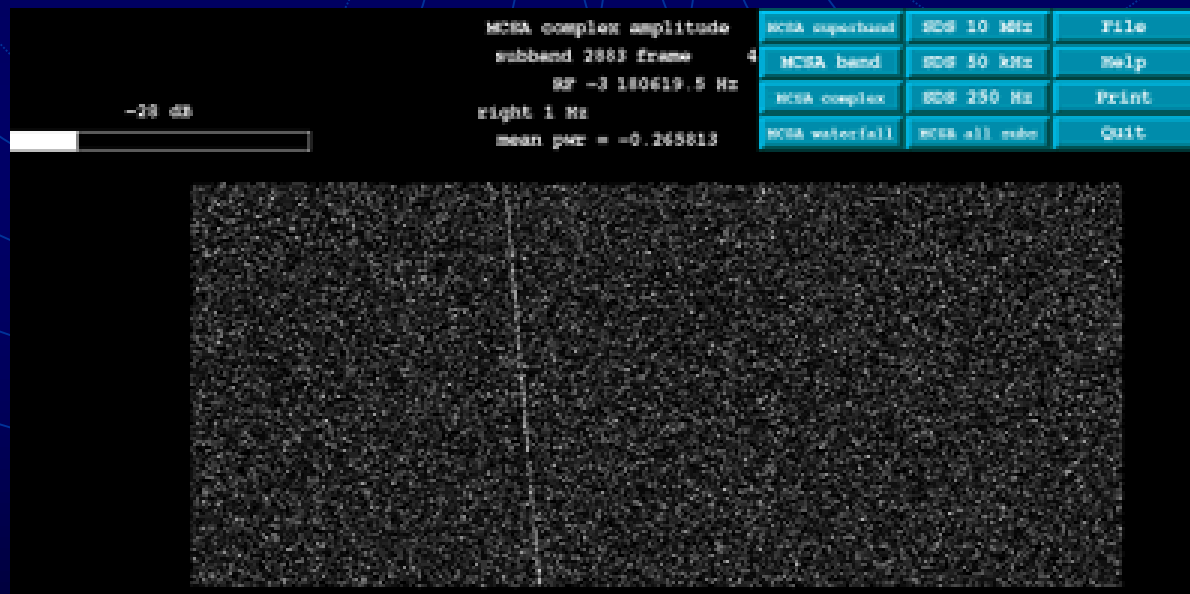 MCSA complex amplitude
subband 2883 frame 4
RF -3 180619.5 Hz
right 1 Hz
mean pwr = -0.265813
-28 dB
MCSA superband
SDS 10 MHz
File
MCSA band
SDS 50 kHz
Help
MCSA complex
SDS 250 Hz
Print
MCSA waterfall
MCSA all subs
Quit